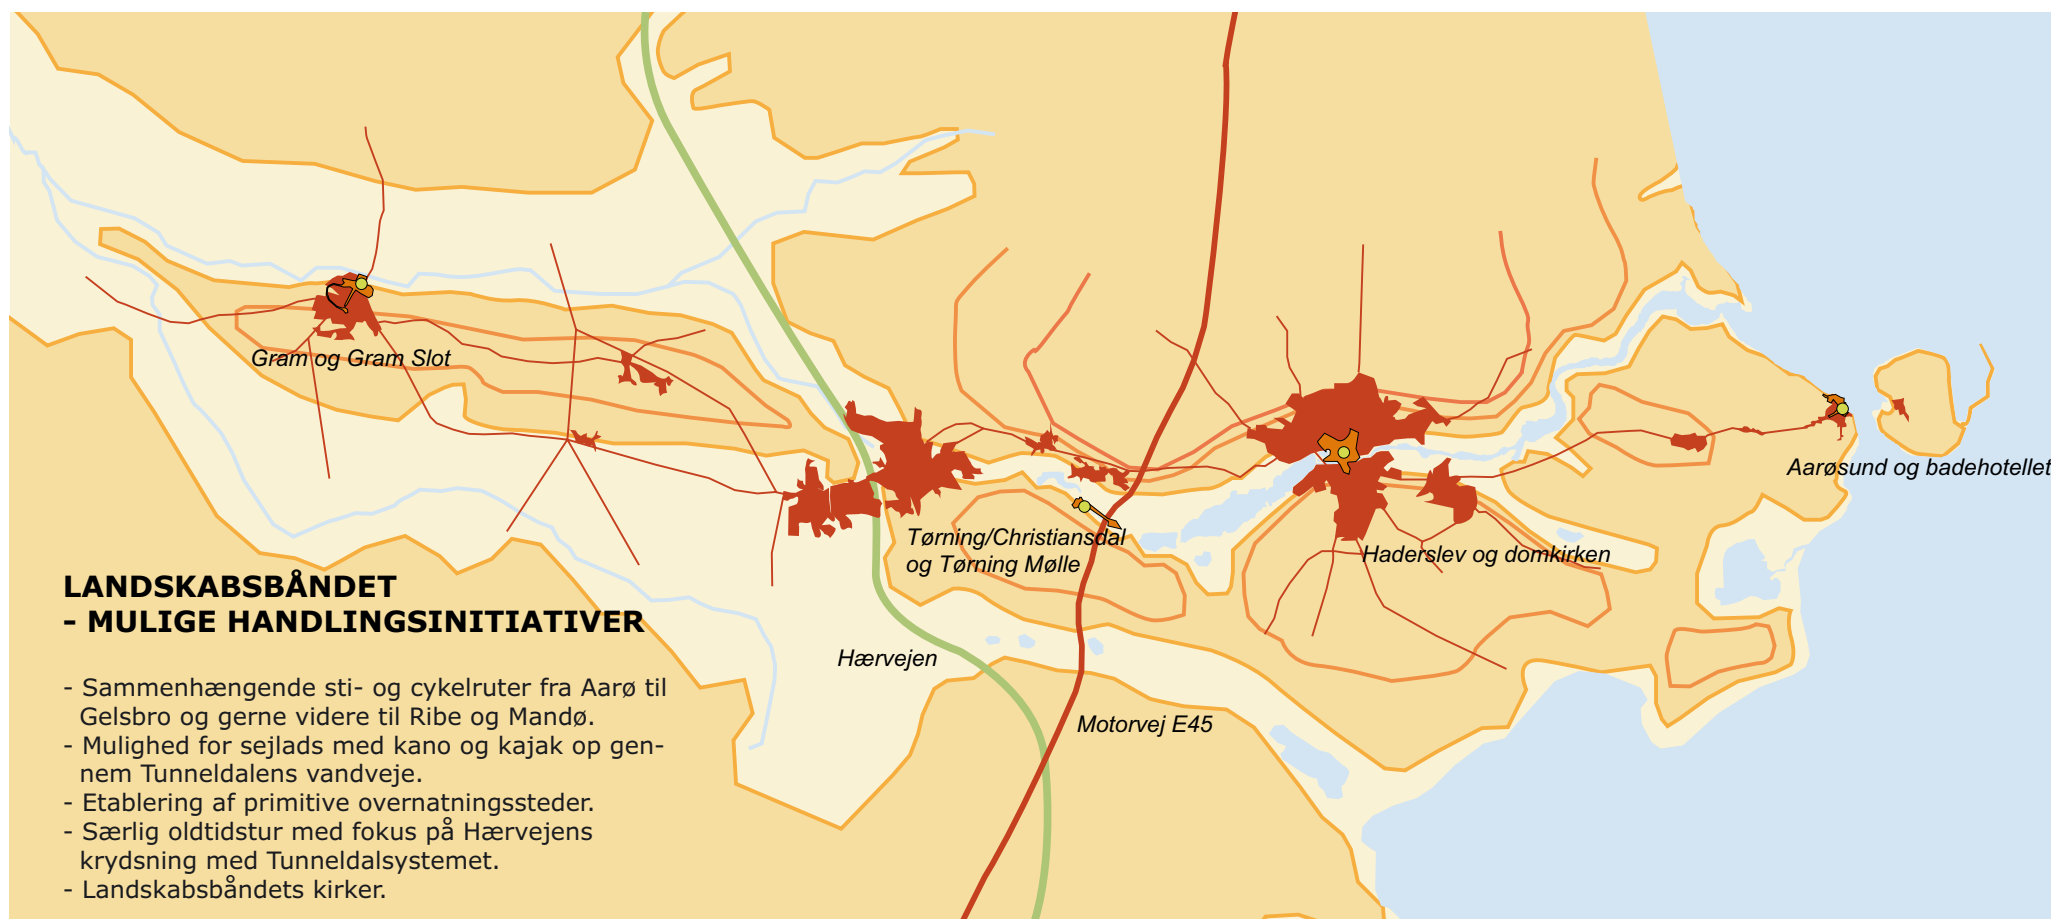 Gram og Gram Slot
Aarøsund og badehotellet
Tørning/Christiansdal
og Tørning Mølle
Haderslev og domkirken
Hærvejen
Motorvej E45
LANDSKABSBÅNDET
- MULIGE HANDLINGSINITIATIVER
- Sammenhængende sti- og cykelruter fra Aarø til
Gelsbro og gerne videre til Ribe og Mandø.
- Mulighed for sejlads med kano og kajak op gen-
nem Tunneldalens vandveje.
- Etablering af primitive overnatningssteder.
- Særlig oldtidstur med fokus på Hærvejens
krydsning med Tunneldalsystemet.
- Landskabsbåndets kirker.